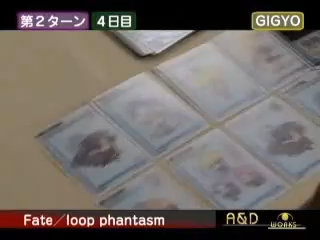 第2ターン 4日目
GIGYO
Fate／loop phantasm
A&D
WORKS